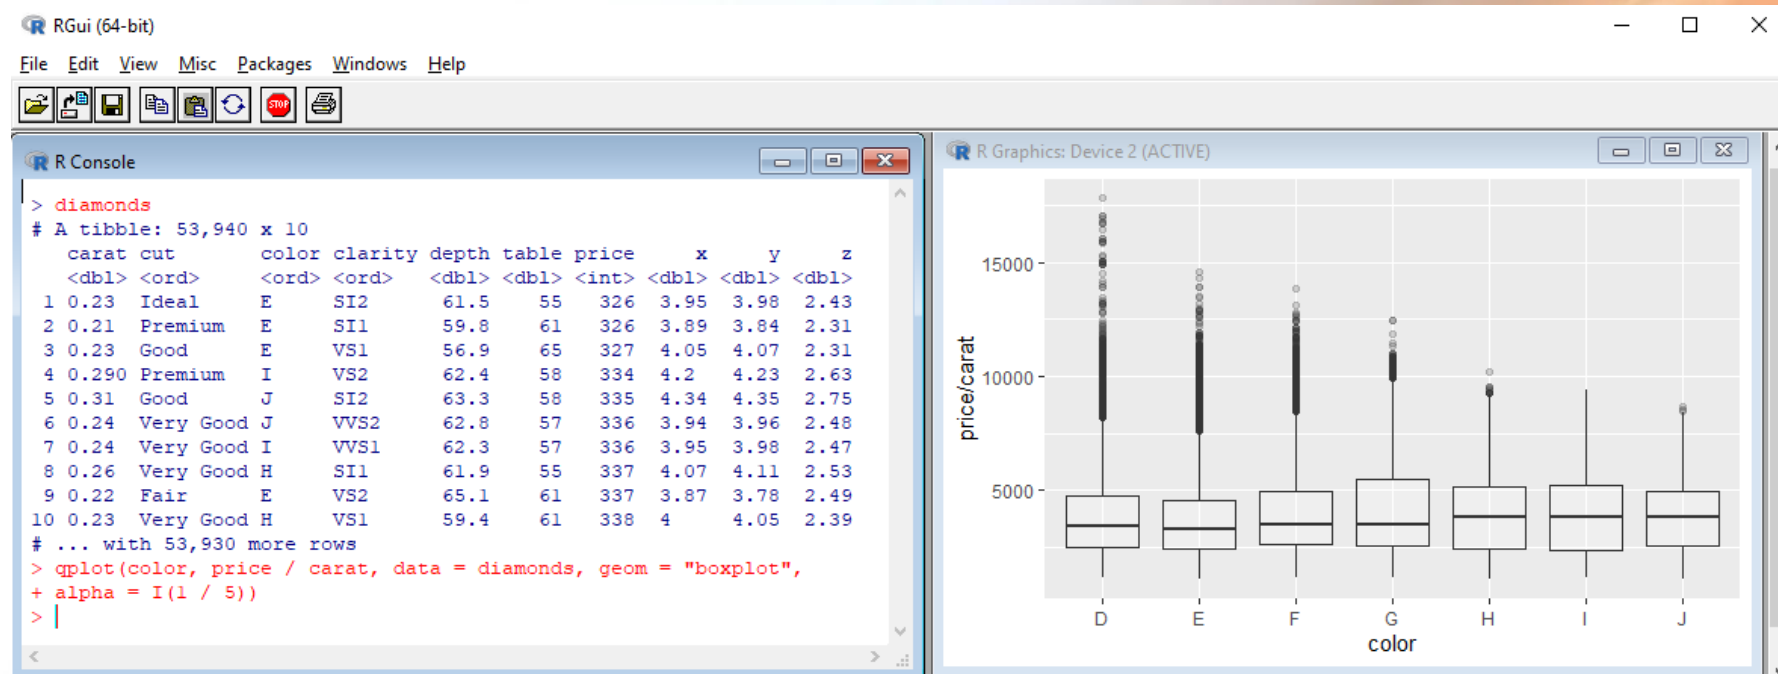 RGui (64-bit)
File Edit View Misc Packages Windows Help
STOP
R Console
> diamonds
# A tibble: 53,940 x 10
   carat cut       color clarity depth table price     x     y     z
   <dbl> <ord>     <ord> <ord>   <dbl> <dbl> <int> <dbl> <dbl> <dbl>
 1 0.23  Ideal     E     SI2      61.5    55   326  3.95  3.98  2.43
 2 0.21  Premium   E     SI1      59.8    61   326  3.89  3.84  2.31
 3 0.23  Good      E     VS1      56.9    65   327  4.05  4.07  2.31
 4 0.290 Premium   I     VS2      62.4    58   334  4.2   4.23  2.63
 5 0.31  Good      J     SI2      63.3    58   335  4.34  4.35  2.75
 6 0.24  Very Good J     VVS2     62.8    57   336  3.94  3.96  2.48
 7 0.24  Very Good I     VVS1     62.3    57   336  3.95  3.98  2.47
 8 0.26  Very Good H     SI1      61.9    55   337  4.07  4.11  2.53
 9 0.22  Fair      E     VS2      65.1    61   337  3.87  3.78  2.49
10 0.23  Very Good H     VS1      59.4    61   338  4     4.05  2.39
# ... with 53,930 more rows
> qplot(color, price / carat, data = diamonds, geom = "boxplot",
+ alpha = I(1 / 5))
>
R Graphics: Device 2 (ACTIVE)
15000
10000
5000
price/carat
D E F G H I J
color